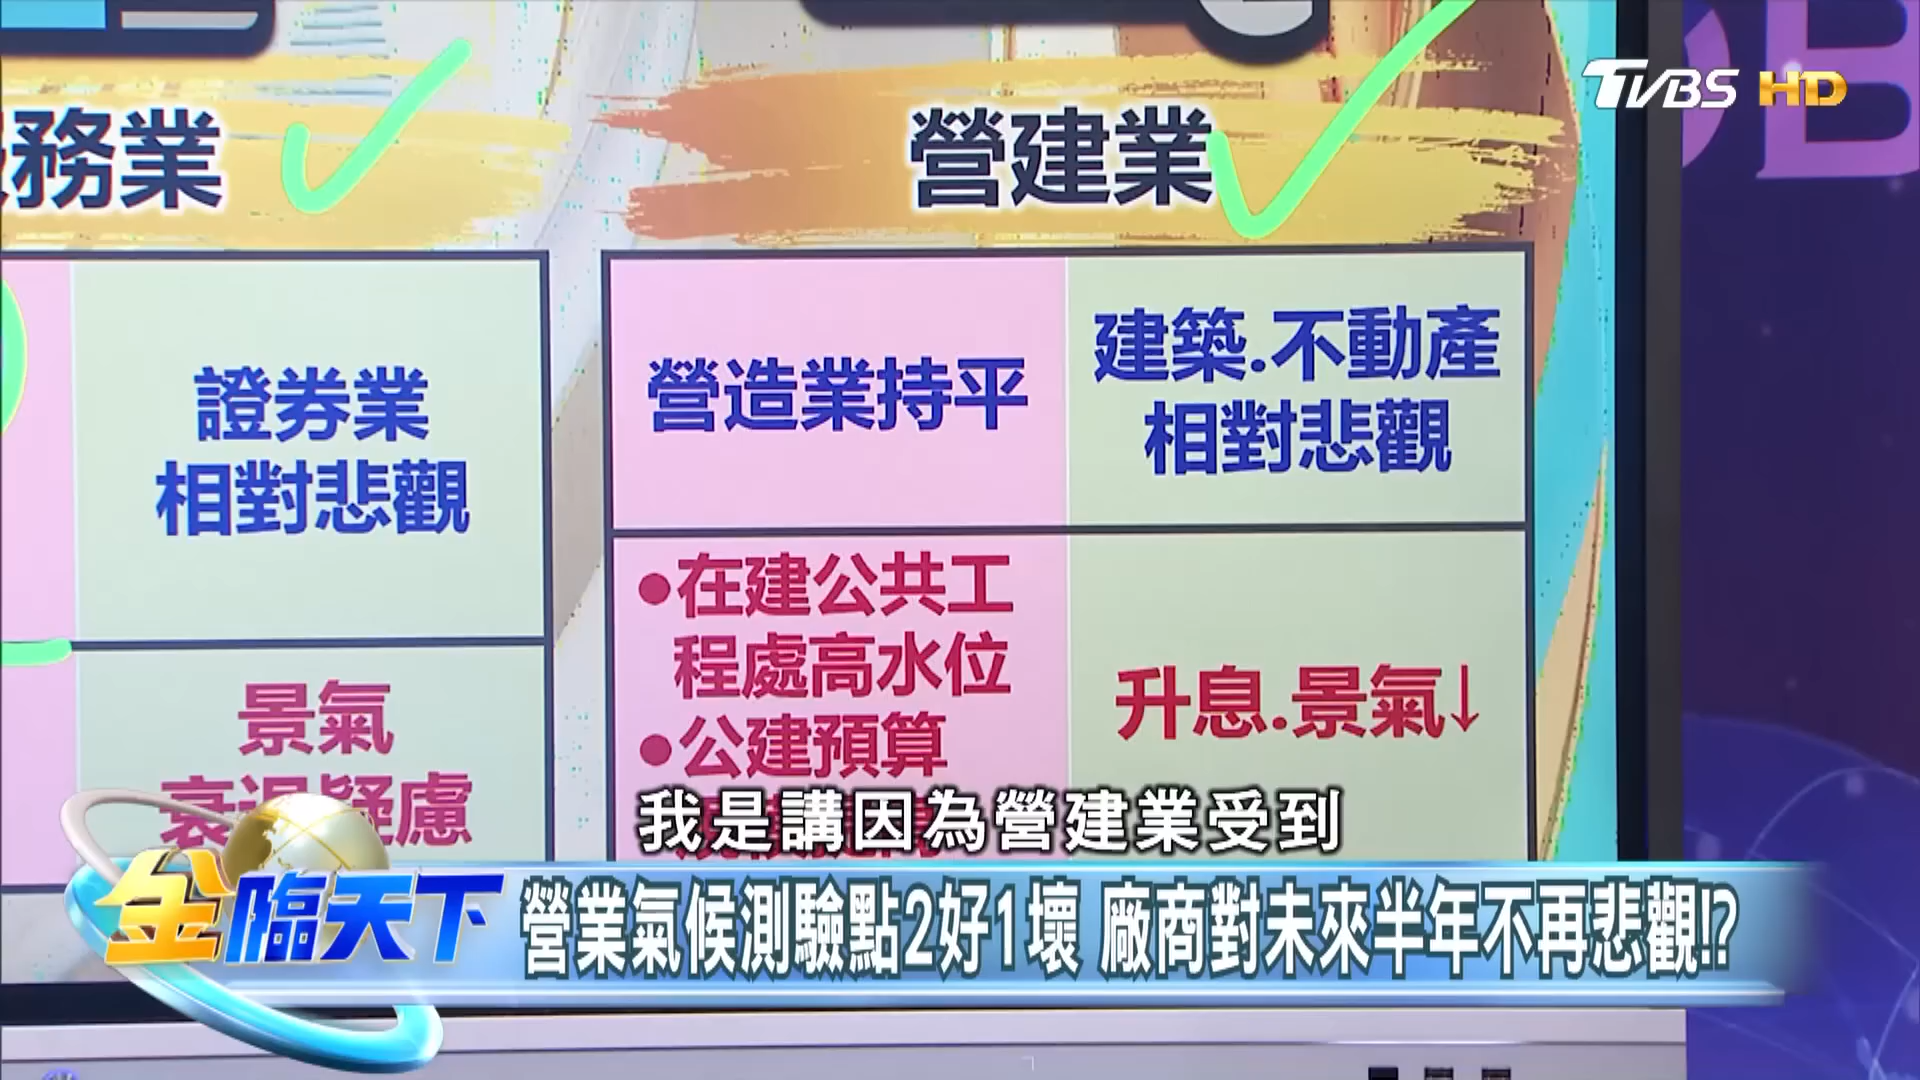 TVBS HD
務業
營建業
證券業
相對悲觀
營造業持平
建築.不動產
相對悲觀
●在建公共工
程處高水位
●公建預算
升息.景氣↓
景氣
衰退疑慮
我是講因為營建業受到
金臨天下
營業氣候測驗點2好1壞 廠商對未來半年不再悲觀!?